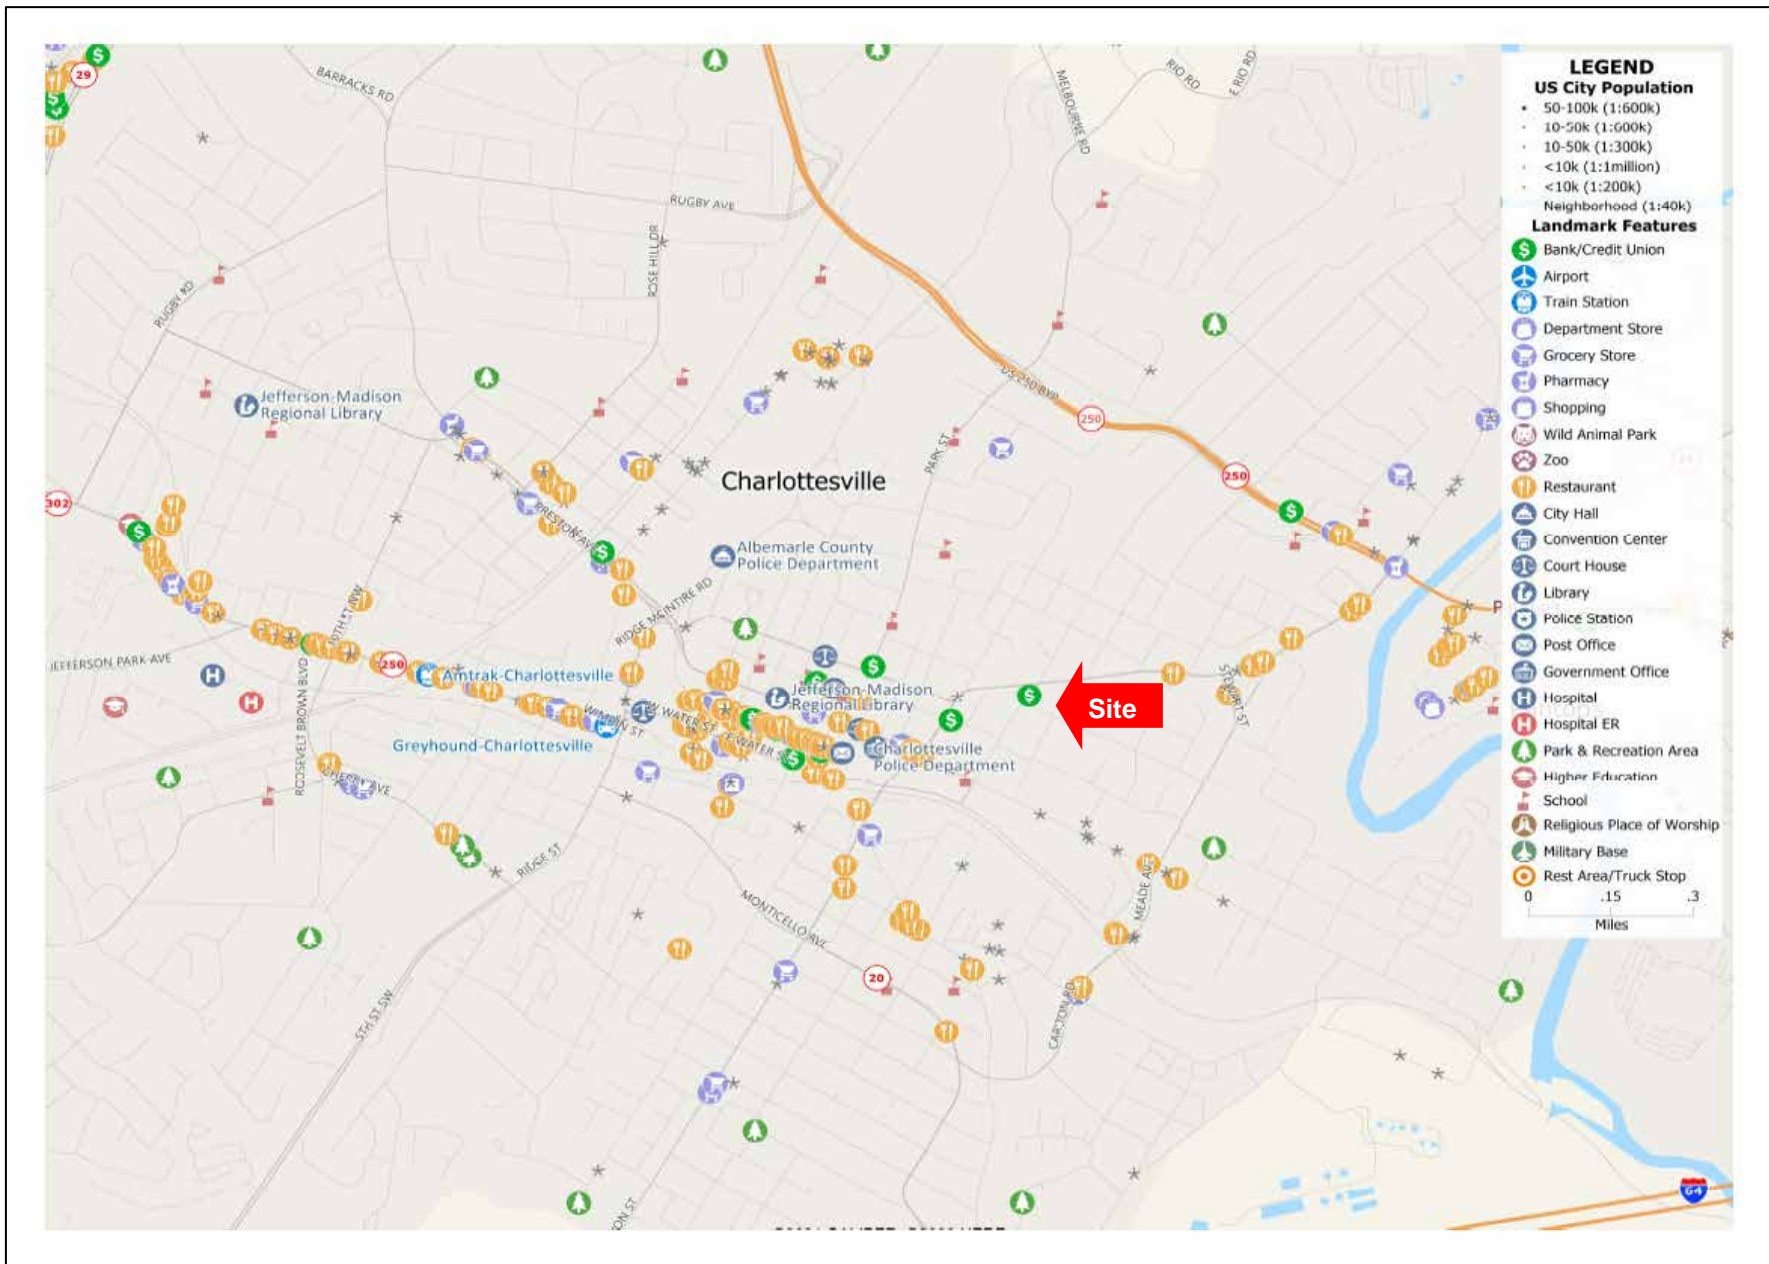 29
BARRACKS RD
MELBOURNE RD
RIO RD
E RIO RD
RUGBY AVE
ROSE HILL DR
RUGBY RD
US 250 BYP
250
250
PARK ST
Jefferson-Madison
Regional Library
Charlottesville
302
PRESTON AVE
Albemarle County
Police Department
RIDGE MCINTIRE RD
10TH ST NW
JEFFERSON PARK AVE
250
Amtrak-Charlottesville
ROOSEVELT BROWN BLVD
W MAIN ST
W WATER ST
E WATER S
Greyhound-Charlottesville
Jefferson-Madison
Regional Library
Charlottesville
Police Department
STEWART ST
P
Site
CHERRY AVE
RIDGE ST
MONTICELLO AVE
MEADE AV
20
5TH ST SW
CARLTON RD
ON ST
64
LEGEND
US City Population
50-100k (1:600k)
10-50k (1:600k)
10-50k (1:300k)
<10k (1:1million)
<10k (1:200k)
Neighborhood (1:40k)
Landmark Features
Bank/Credit Union
Airport
Train Station
Department Store
Grocery Store
Pharmacy
Shopping
Wild Animal Park
Zoo
Restaurant
City Hall
Convention Center
Court House
Library
Police Station
Post Office
Government Office
Hospital
Hospital ER
Park & Recreation Area
Higher Education
School
Religious Place of Worship
Military Base
Rest Area/Truck Stop
0 .15 .3
Miles